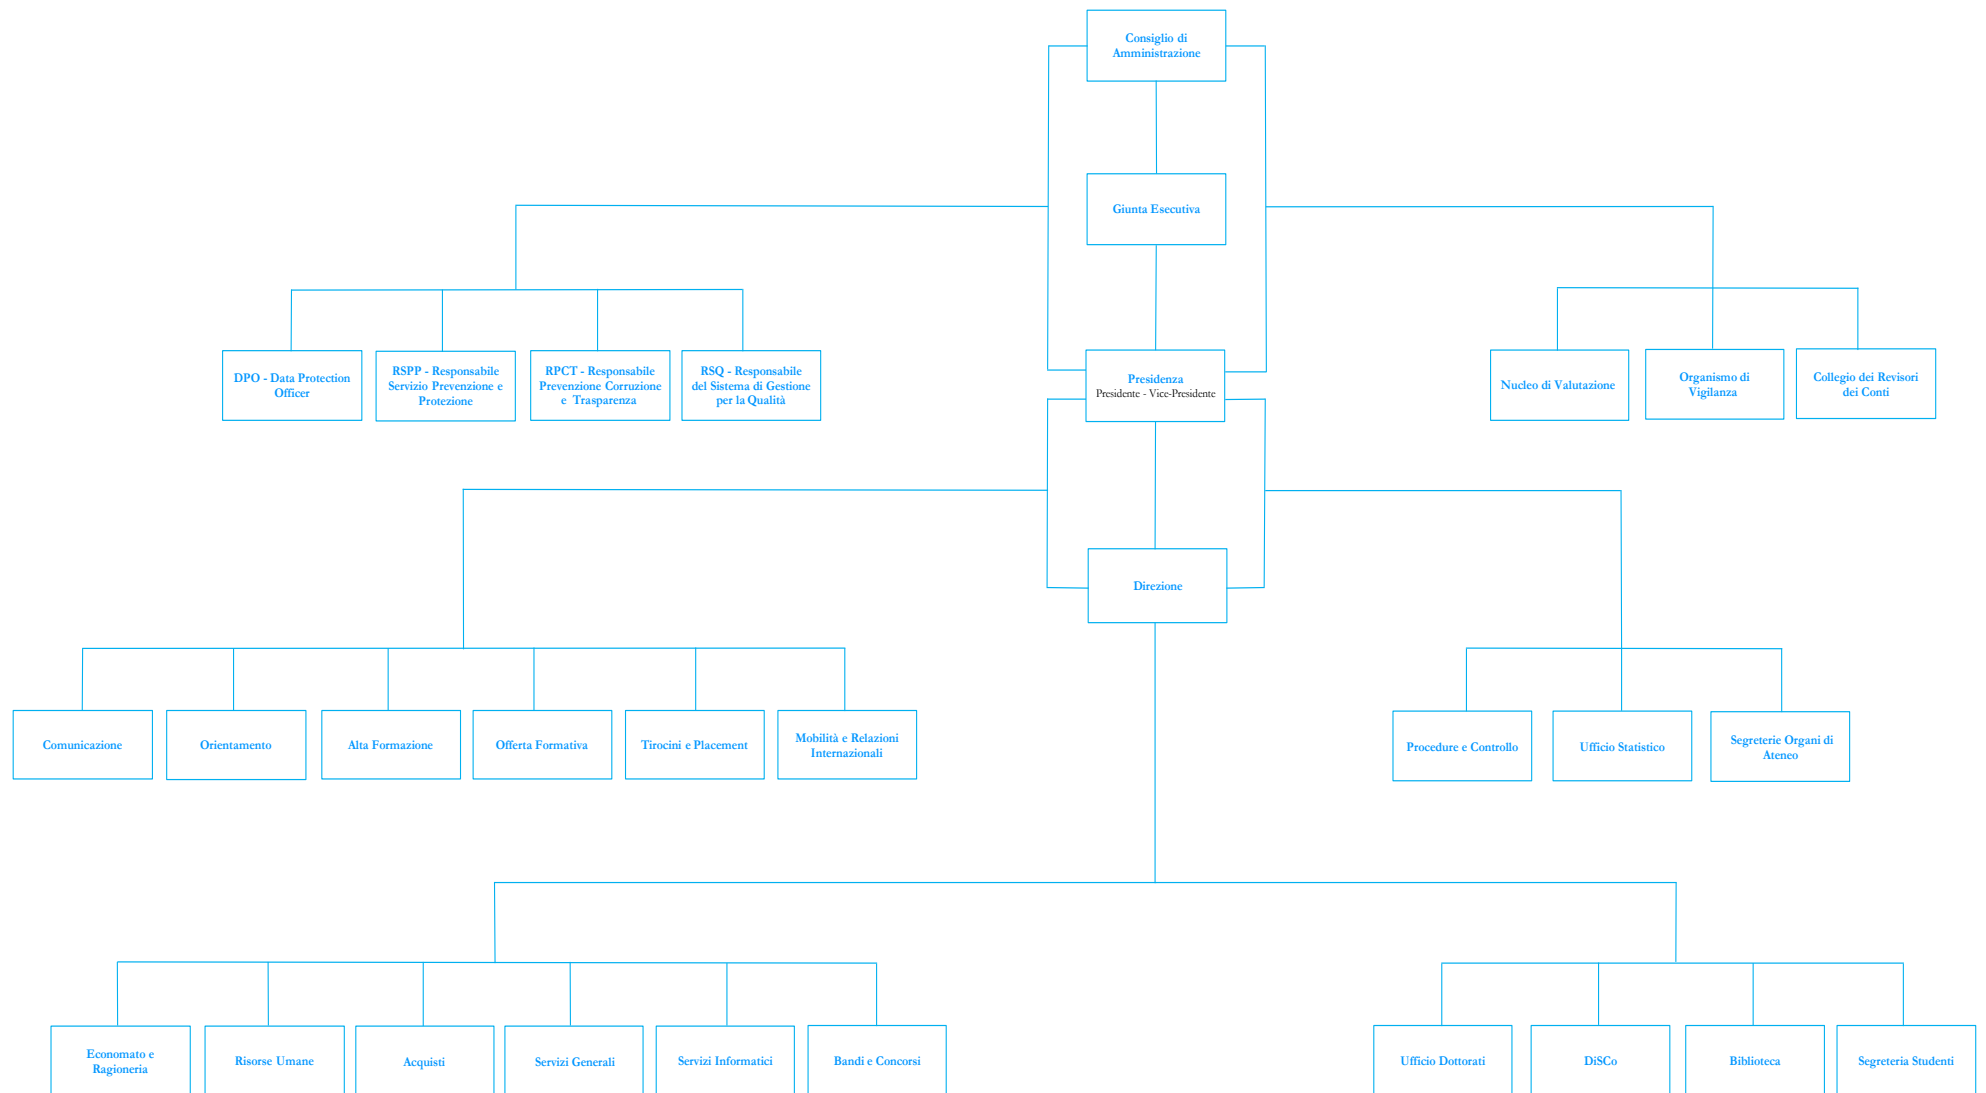 Consiglio di
Amministrazione
Giunta Esecutiva
DPO - Data Protection
Officer
RSPP - Responsabile
Servizio Prevenzione e
Protezione
RPCT - Responsabile
Prevenzione Corruzione
e Trasparenza
RSQ - Responsabile
del Sistema di Gestione
per la Qualità
Presidenza
Presidente - Vice-Presidente
Nucleo di Valutazione
Organismo di
Vigilanza
Collegio dei Revisori
dei Conti
Direzione
Comunicazione
Orientamento
Alta Formazione
Offerta Formativa
Tirocini e Placement
Mobilità e Relazioni
Internazionali
Procedure e Controllo
Ufficio Statistico
Segreterie Organi di
Ateneo
Economato e
Ragioneria
Risorse Umane
Acquisti
Servizi Generali
Servizi Informatici
Bandi e Concorsi
Ufficio Dottorati
DiSCo
Biblioteca
Segreteria Studenti